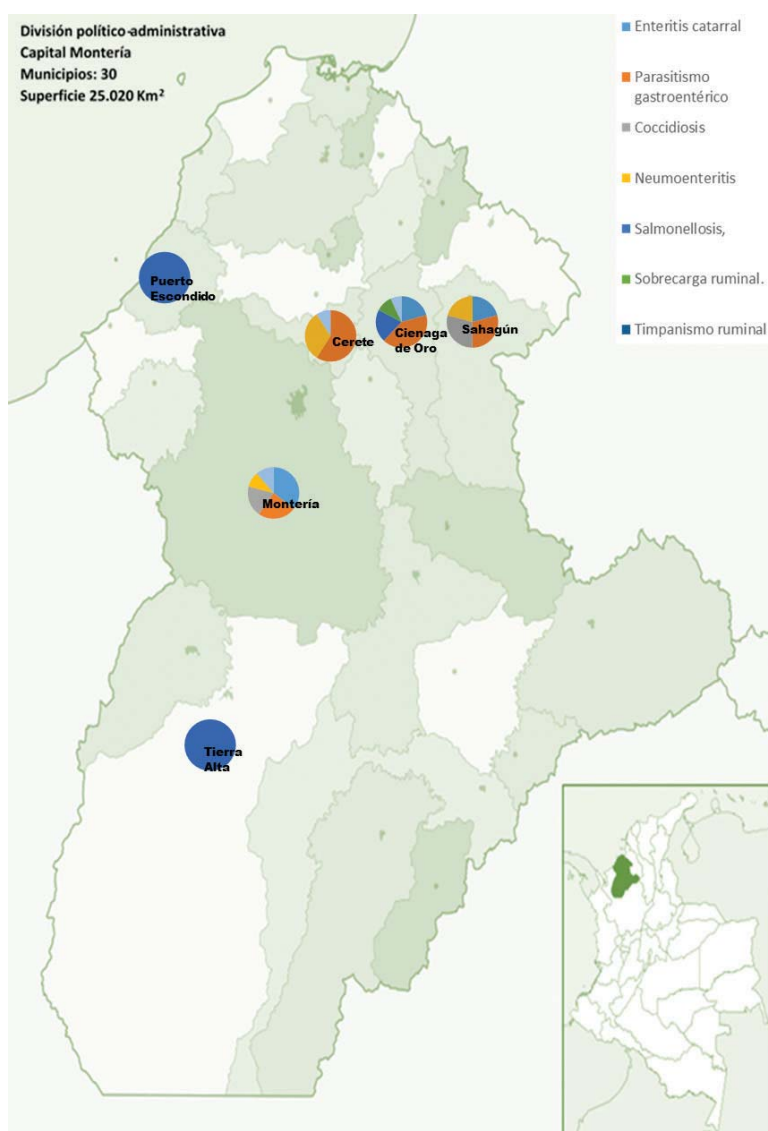 División político-administrativa
Capital Montería
Municipios: 30
Superficie 25.020 Km²
Enteritis catarral
Parasitismo
gastroentérico
Coccidiosis
Neumoenteritis
Salmonellosis,
Sobrecarga ruminal.
Timpanismo ruminal
Puerto
Escondido
Cerete
Cienaga
de Oro
Sahagún
Montería
Tierra
Alta